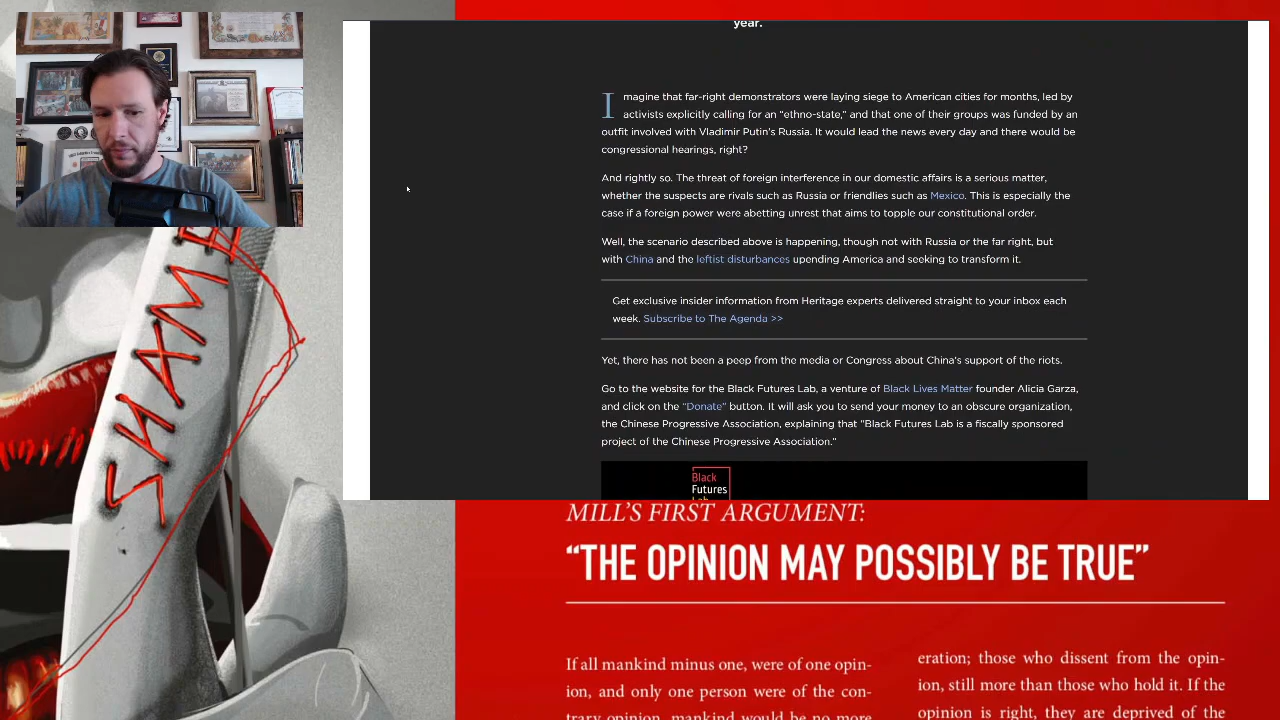 year.
Imagine that far-right demonstrators were laying siege to American cities for months, led by
activists explicitly calling for an “ethno-state,” and that one of their groups was funded by an
outfit involved with Vladimir Putin’s Russia. It would lead the news every day and there would be
congressional hearings, right?
And rightly so. The threat of foreign interference in our domestic affairs is a serious matter,
whether the suspects are rivals such as Russia or friendlies such as Mexico. This is especially the
case if a foreign power were abetting unrest that aims to topple our constitutional order.
Well, the scenario described above is happening, though not with Russia or the far right, but
with China and the leftist disturbances upending America and seeking to transform it.
Get exclusive insider information from Heritage experts delivered straight to your inbox each
week. Subscribe to The Agenda >>
Yet, there has not been a peep from the media or Congress about China’s support of the riots.
Go to the website for the Black Futures Lab, a venture of Black Lives Matter founder Alicia Garza,
and click on the “Donate” button. It will ask you to send your money to an obscure organization,
the Chinese Progressive Association, explaining that “Black Futures Lab is a fiscally sponsored
project of the Chinese Progressive Association.”
Black
Futures
Lab
SHAME
MILL’S FIRST ARGUMENT:
“THE OPINION MAY POSSIBLY BE TRUE”
If all mankind minus one, were of one opin-
ion, and only one person were of the con-
trary opinion, mankind would be no more
eration; those who dissent from the opin-
ion, still more than those who hold it. If the
opinion is right, they are deprived of the